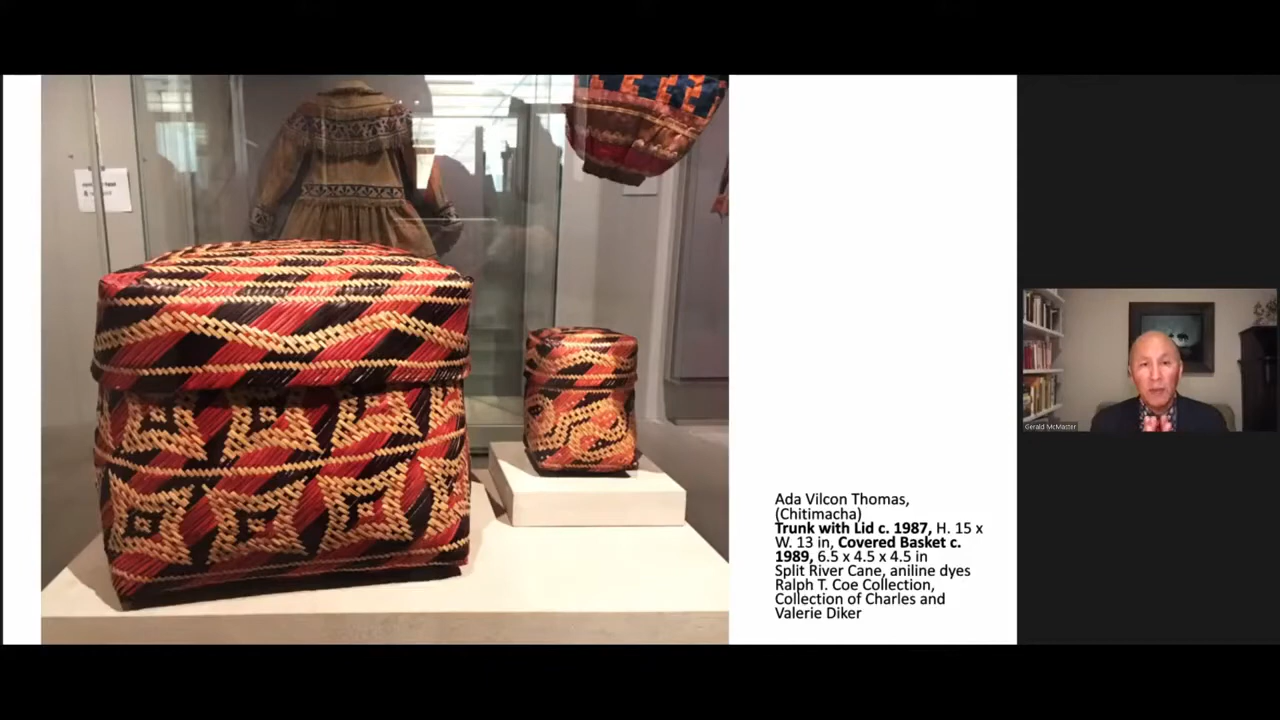 Ada Vilcon Thomas,
(Chitimacha)
Trunk with Lid c. 1987, H. 15 x
W. 13 in, Covered Basket c.
1989, 6.5 x 4.5 x 4.5 in
Split River Cane, aniline dyes
Ralph T. Coe Collection,
Collection of Charles and
Valerie Diker
Gerald McMaster